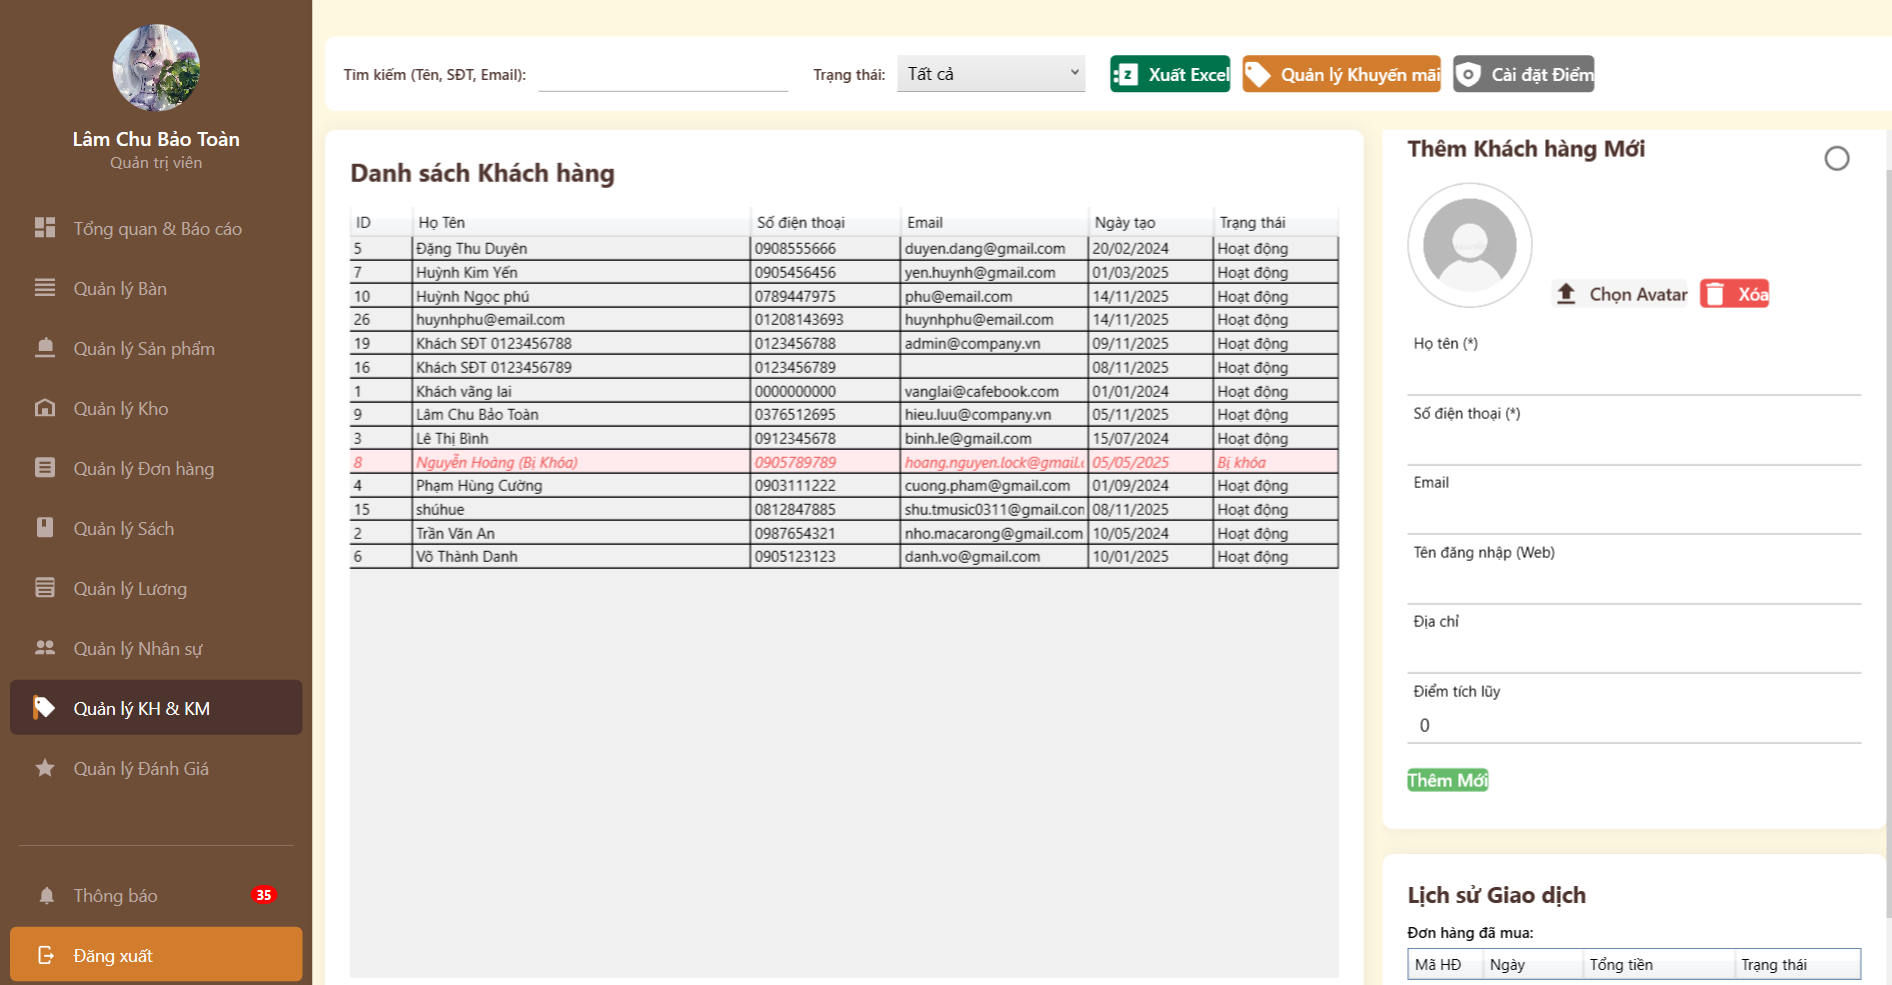 Lâm Chu Bảo Toàn
Quản trị viên
Tổng quan & Báo cáo
Quản lý Bàn
Quản lý Sản phẩm
Quản lý Kho
Quản lý Đơn hàng
Quản lý Sách
Quản lý Lương
Quản lý Nhân sự
Quản lý KH & KM
Quản lý Đánh Giá
Thông báo 35
Đăng xuất
Tìm kiếm (Tên, SĐT, Email):
Trạng thái: Tất cả
Xuất Excel
Quản lý Khuyến mãi
Cài đặt Điểm
Danh sách Khách hàng
ID Họ Tên Số điện thoại Email Ngày tạo Trạng thái
5 Đặng Thu Duyên 0908555666 duyen.dang@gmail.com 20/02/2024 Hoạt động
7 Huỳnh Kim Yến 0905456456 yen.huynh@gmail.com 01/03/2025 Hoạt động
10 Huỳnh Ngọc phú 0789447975 phu@email.com 14/11/2025 Hoạt động
26 huynhphu@email.com 01208143693 huynhphu@email.com 14/11/2025 Hoạt động
19 Khách SĐT 0123456788 0123456788 admin@company.vn 09/11/2025 Hoạt động
16 Khách SĐT 0123456789 0123456789 08/11/2025 Hoạt động
1 Khách vãng lai 0000000000 vanglai@cafebook.com 01/01/2024 Hoạt động
9 Lâm Chu Bảo Toàn 0376512695 hieu.luu@company.vn 05/11/2025 Hoạt động
3 Lê Thị Bình 0912345678 binh.le@gmail.com 15/07/2024 Hoạt động
8 Nguyễn Hoàng (Bị Khóa) 0905789789 hoang.nguyen.lock@gmail.c 05/05/2025 Bị khóa
4 Phạm Hùng Cường 0903111222 cuong.pham@gmail.com 01/09/2024 Hoạt động
15 shúhue 0812847885 shu.tmusic0311@gmail.con 08/11/2025 Hoạt động
2 Trần Văn An 0987654321 nho.macarong@gmail.com 10/05/2024 Hoạt động
6 Võ Thành Danh 0905123123 danh.vo@gmail.com 10/01/2025 Hoạt động
Thêm Khách hàng Mới
Chọn Avatar
Xóa
Họ tên (*)
Số điện thoại (*)
Email
Tên đăng nhập (Web)
Địa chỉ
Điểm tích lũy
0
Thêm Mới
Lịch sử Giao dịch
Đơn hàng đã mua:
Mã HĐ Ngày Tổng tiền Trạng thái